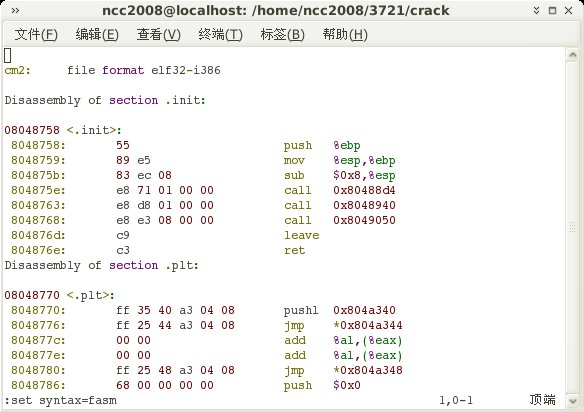 ncc2008@localhost: /home/ncc2008/3721/crack
文件(F) 编辑(E) 查看(V) 终端(T) 标签(B) 帮助(H)
cm2:     file format elf32-i386
Disassembly of section .init:
08048758 <.init>:
 8048758:       55                      push   %ebp
 8048759:       89 e5                   mov    %esp,%ebp
 804875b:       83 ec 08                sub    $0x8,%esp
 804875e:       e8 71 01 00 00          call   0x80488d4
 8048763:       e8 d8 01 00 00          call   0x8048940
 8048768:       e8 e3 08 00 00          call   0x8049050
 804876d:       c9                      leave
 804876e:       c3                      ret
Disassembly of section .plt:
08048770 <.plt>:
 8048770:       ff 35 40 a3 04 08       pushl  0x804a340
 8048776:       ff 25 44 a3 04 08       jmp    *0x804a344
 804877c:       00 00                   add    %al,(%eax)
 804877e:       00 00                   add    %al,(%eax)
 8048780:       ff 25 48 a3 04 08       jmp    *0x804a348
 8048786:       68 00 00 00 00          push   $0x0
:set syntax=fasm                                              1,0-1         顶端